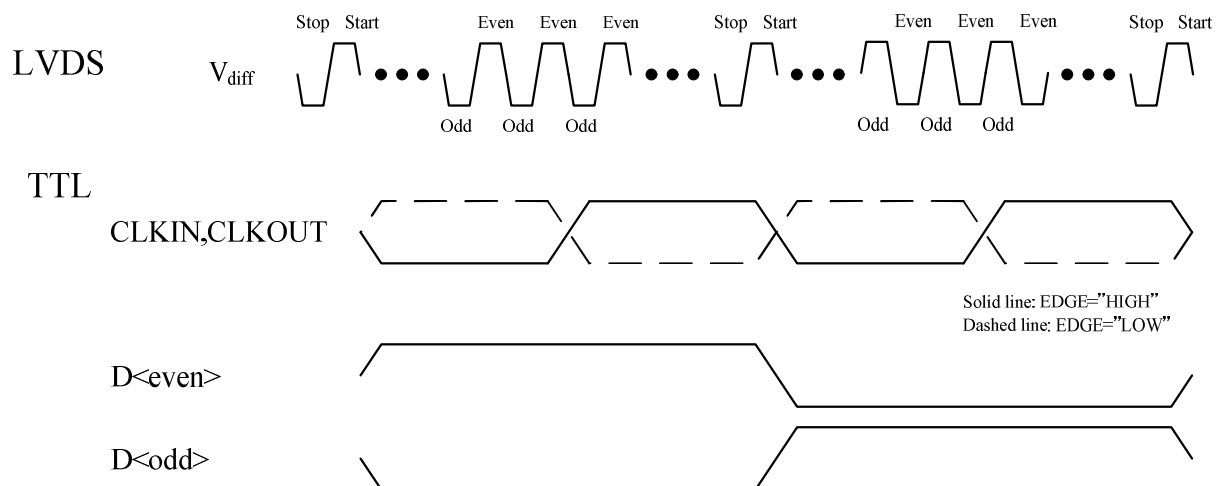 Stop Start Even Even Even Stop Start Even Even Even Stop Start
LVDS Vdiff
Odd Odd Odd Odd Odd Odd
TTL
CLKIN,CLKOUT
Solid line: EDGE="HIGH"
Dashed line: EDGE="LOW"
D<even>
D<odd>